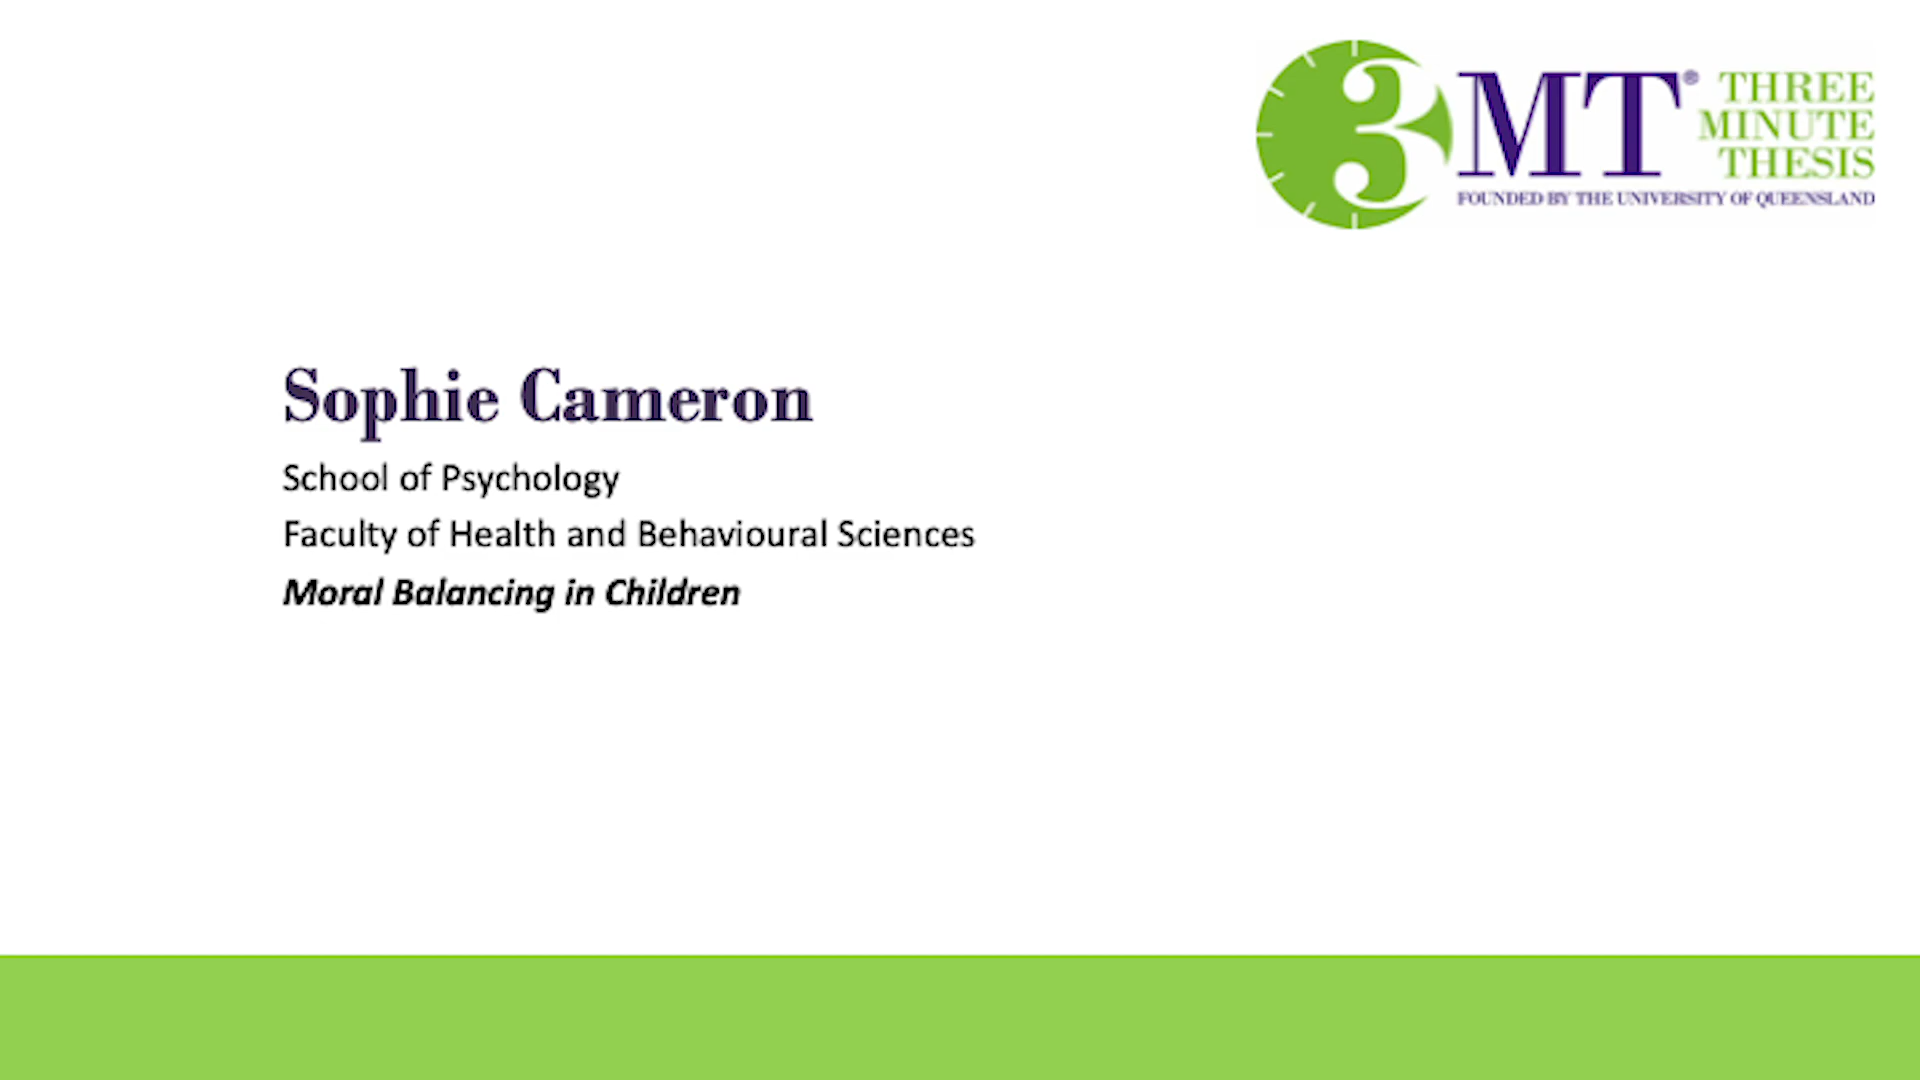 3MT® THREE
MINUTE
THESIS
FOUNDED BY THE UNIVERSITY OF QUEENSLAND
Sophie Cameron
School of Psychology
Faculty of Health and Behavioural Sciences
Moral Balancing in Children